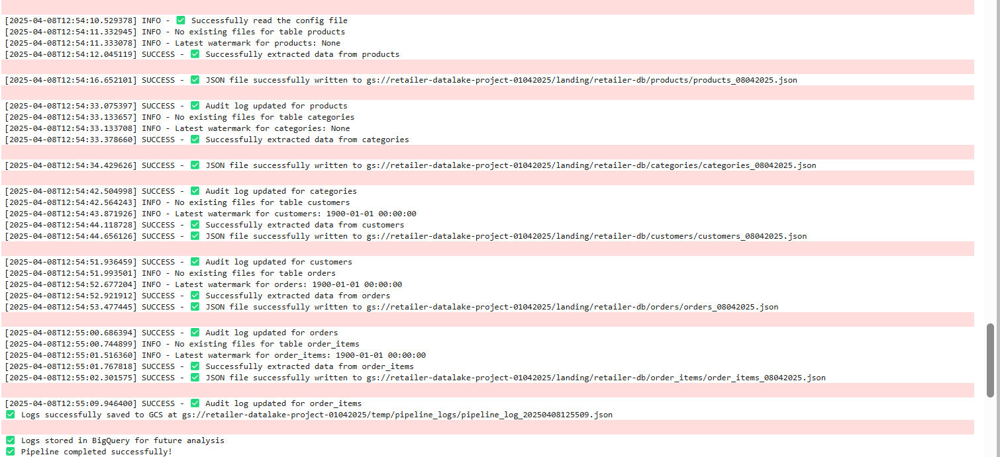 [2025-04-08T12:54:10.529378] INFO - ✅ Successfully read the config file
[2025-04-08T12:54:11.332945] INFO - No existing files for table products
[2025-04-08T12:54:11.333078] INFO - Latest watermark for products: None
[2025-04-08T12:54:12.045119] SUCCESS - ✅ Successfully extracted data from products
[2025-04-08T12:54:16.652101] SUCCESS - ✅ JSON file successfully written to gs://retailer-datalake-project-01042025/landing/retailer-db/products/products_08042025.json
[2025-04-08T12:54:33.075397] SUCCESS - ✅ Audit log updated for products
[2025-04-08T12:54:33.133657] INFO - No existing files for table categories
[2025-04-08T12:54:33.133708] INFO - Latest watermark for categories: None
[2025-04-08T12:54:33.378660] SUCCESS - ✅ Successfully extracted data from categories
[2025-04-08T12:54:34.429626] SUCCESS - ✅ JSON file successfully written to gs://retailer-datalake-project-01042025/landing/retailer-db/categories/categories_08042025.json
[2025-04-08T12:54:42.504998] SUCCESS - ✅ Audit log updated for categories
[2025-04-08T12:54:42.564243] INFO - No existing files for table customers
[2025-04-08T12:54:43.871926] INFO - Latest watermark for customers: 1900-01-01 00:00:00
[2025-04-08T12:54:44.118728] SUCCESS - ✅ Successfully extracted data from customers
[2025-04-08T12:54:44.656126] SUCCESS - ✅ JSON file successfully written to gs://retailer-datalake-project-01042025/landing/retailer-db/customers/customers_08042025.json
[2025-04-08T12:54:51.936459] SUCCESS - ✅ Audit log updated for customers
[2025-04-08T12:54:51.993501] INFO - No existing files for table orders
[2025-04-08T12:54:52.677204] INFO - Latest watermark for orders: 1900-01-01 00:00:00
[2025-04-08T12:54:52.921912] SUCCESS - ✅ Successfully extracted data from orders
[2025-04-08T12:54:53.477445] SUCCESS - ✅ JSON file successfully written to gs://retailer-datalake-project-01042025/landing/retailer-db/orders/orders_08042025.json
[2025-04-08T12:55:00.686394] SUCCESS - ✅ Audit log updated for orders
[2025-04-08T12:55:00.744899] INFO - No existing files for table order_items
[2025-04-08T12:55:01.516360] INFO - Latest watermark for order_items: 1900-01-01 00:00:00
[2025-04-08T12:55:01.767818] SUCCESS - ✅ Successfully extracted data from order_items
[2025-04-08T12:55:02.301575] SUCCESS - ✅ JSON file successfully written to gs://retailer-datalake-project-01042025/landing/retailer-db/order_items/order_items_08042025.json
[2025-04-08T12:55:09.946400] SUCCESS - ✅ Audit log updated for order_items
✅ Logs successfully saved to GCS at gs://retailer-datalake-project-01042025/temp/pipeline_logs/pipeline_log_20250408125509.json
✅ Logs stored in BigQuery for future analysis
✅ Pipeline completed successfully!